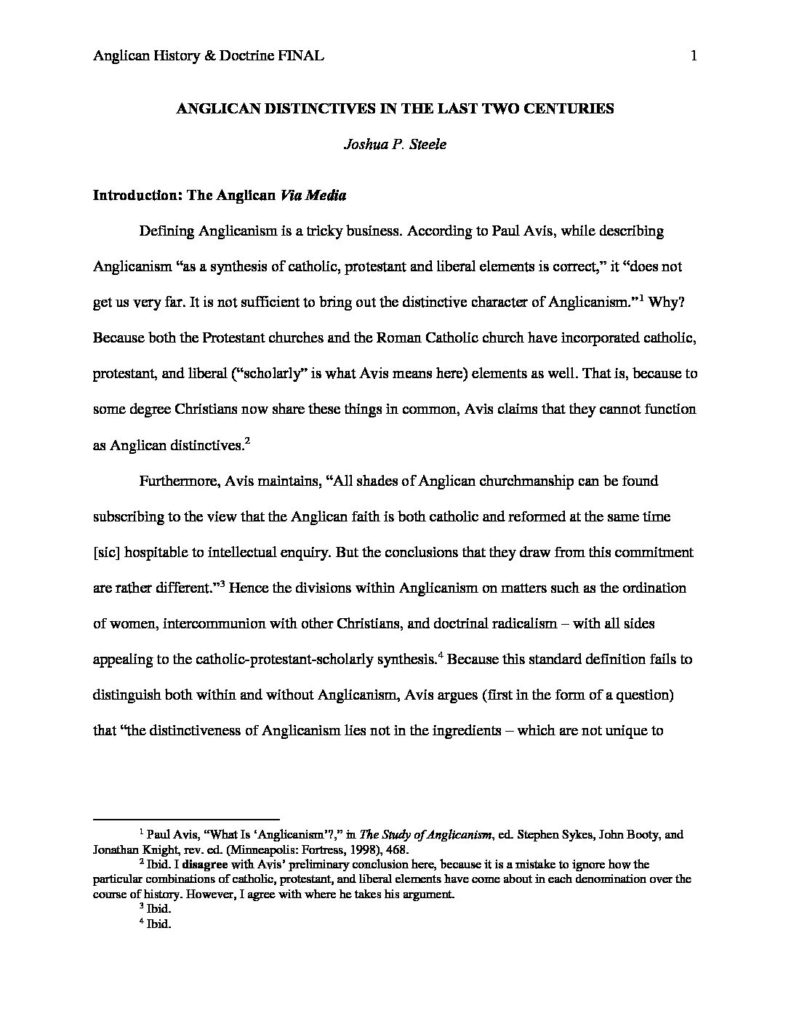 Anglican History & Doctrine FINAL 1
ANGLICAN DISTINCTIVES IN THE LAST TWO CENTURIES
Joshua P. Steele
Introduction: The Anglican Via Media
Defining Anglicanism is a tricky business. According to Paul Avis, while describing
Anglicanism “as a synthesis of catholic, protestant and liberal elements is correct,” it “does not
get us very far. It is not sufficient to bring out the distinctive character of Anglicanism.”1 Why?
Because both the Protestant churches and the Roman Catholic church have incorporated catholic,
protestant, and liberal (“scholarly” is what Avis means here) elements as well. That is, because to
some degree Christians now share these things in common, Avis claims that they cannot function
as Anglican distinctives.2
Furthermore, Avis maintains, “All shades of Anglican churchmanship can be found
subscribing to the view that the Anglican faith is both catholic and reformed at the same time
[sic] hospitable to intellectual enquiry. But the conclusions that they draw from this commitment
are rather different.”3 Hence the divisions within Anglicanism on matters such as the ordination
of women, intercommunion with other Christians, and doctrinal radicalism – with all sides
appealing to the catholic-protestant-scholarly synthesis.4 Because this standard definition fails to
distinguish both within and without Anglicanism, Avis argues (first in the form of a question)
that “the distinctiveness of Anglicanism lies not in the ingredients – which are not unique to
1 Paul Avis, “What Is ‘Anglicanism’?,” in The Study of Anglicanism, ed. Stephen Sykes, John Booty, and
Jonathan Knight, rev. ed. (Minneapolis: Fortress, 1998), 468.
2 Ibid. I disagree with Avis’ preliminary conclusion here, because it is a mistake to ignore how the
particular combinations of catholic, protestant, and liberal elements have come about in each denomination over the
course of history. However, I agree with where he takes his argument.
3 Ibid.
4 Ibid.